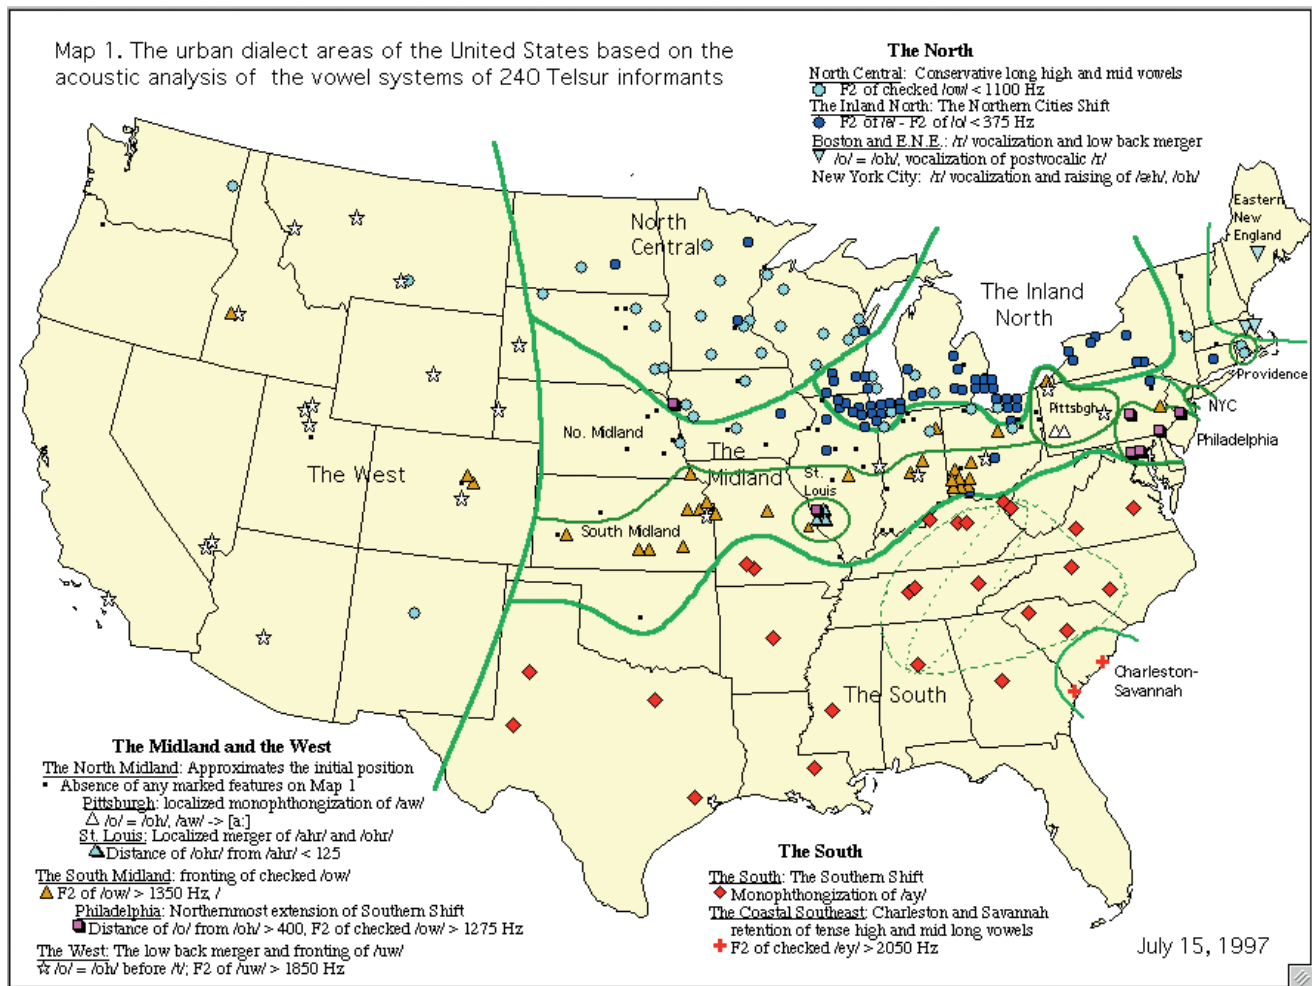 Map 1. The urban dialect areas of the United States based on the
acoustic analysis of the vowel systems of 240 Telsur informants
The North
North Central: Conservative long high and mid vowels
F2 of checked /ow/ < 1100 Hz
The Inland North: The Northern Cities Shift
F2 of /e/ - F2 of /o/ < 375 Hz
Boston and E.N.E.: /r/ vocalization and low back merger
/o/ = /oh/, vocalization of postvocalic /r/
New York City: /r/ vocalization and raising of /æh/, /oh/
North
Central
Eastern
New
England
The Inland
North
Providence
NYC
Pittsbgh
Philadelphia
No. Midland
The
Midland
The West
St.
Louis
South Midland
The South
Charleston-
Savannah
The Midland and the West
The North Midland: Approximates the initial position
Absence of any marked features on Map 1
Pittsburgh: localized monophthongization of /aw/
/o/ = /oh/, /aw/ -> [a:]
St. Louis: Localized merger of /ahr/ and /ohr/
Distance of /ohr/ from /ahr/ < 125
The South Midland: fronting of checked /ow/
F2 of /ow/ > 1350 Hz, /
Philadelphia: Northernmost extension of Southern Shift
Distance of /o/ from /oh/ > 400, F2 of checked /ow/ > 1275 Hz
The West: The low back merger and fronting of /uw/
/o/ = /oh/ before /t/; F2 of /uw/ > 1850 Hz
The South
The South: The Southern Shift
Monophthongization of /ay/
The Coastal Southeast: Charleston and Savannah
retention of tense high and mid long vowels
F2 of checked /ey/ > 2050 Hz
July 15, 1997